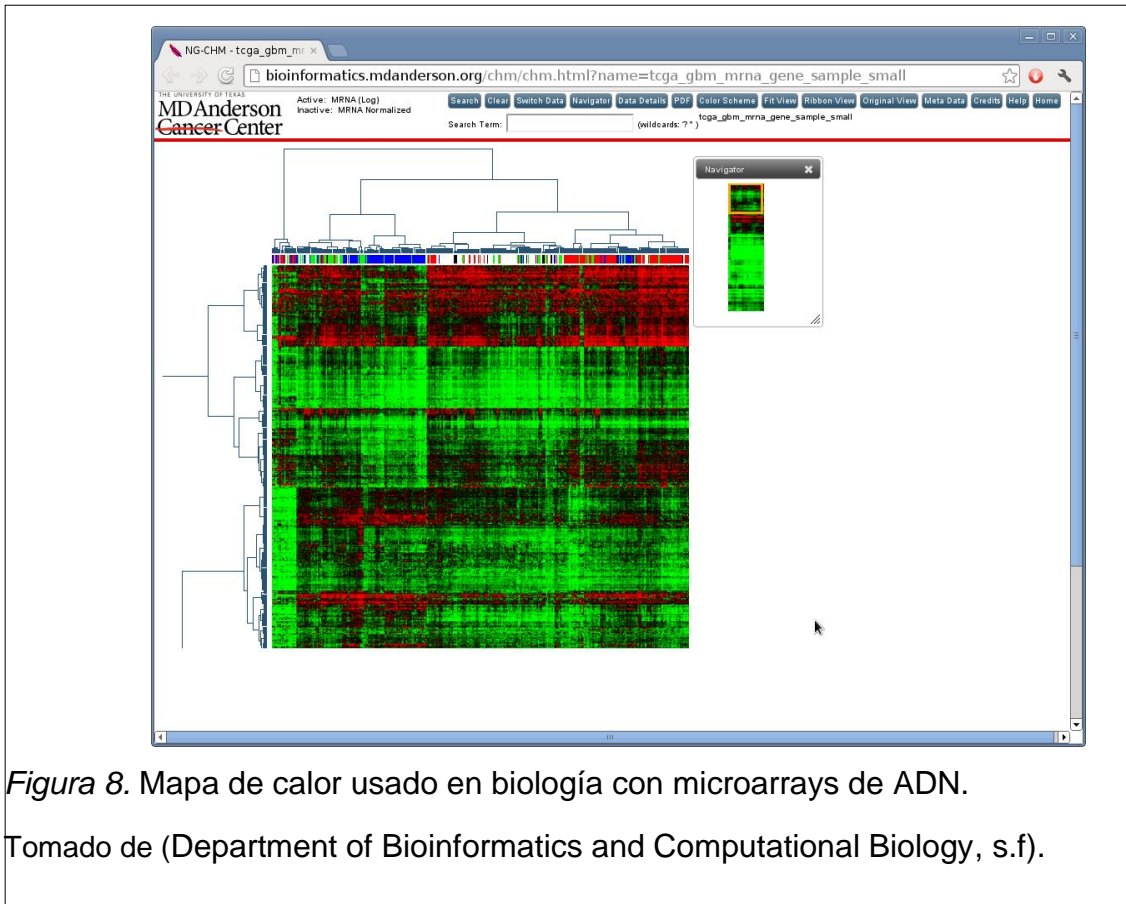 NG-CHM - tcga_gbm_mr
bioinformatics.mdanderson.org/chm/chm.html?name=tcga_gbm_mrna_gene_sample_small
THE UNIVERSITY OF TEXAS
MD Anderson
Cancer Center
Active: MRNA (Log)
Inactive: MRNA Normalized
Search Clear Switch Data Navigator Data Details PDF Color Scheme Fit View Ribbon View Original View Meta Data Credits Help Home
Search Term: (wildcards: ? * ) tcga_gbm_mrna_gene_sample_small
Navigator
Figura 8. Mapa de calor usado en biología con microarrays de ADN.
Tomado de (Department of Bioinformatics and Computational Biology, s.f).